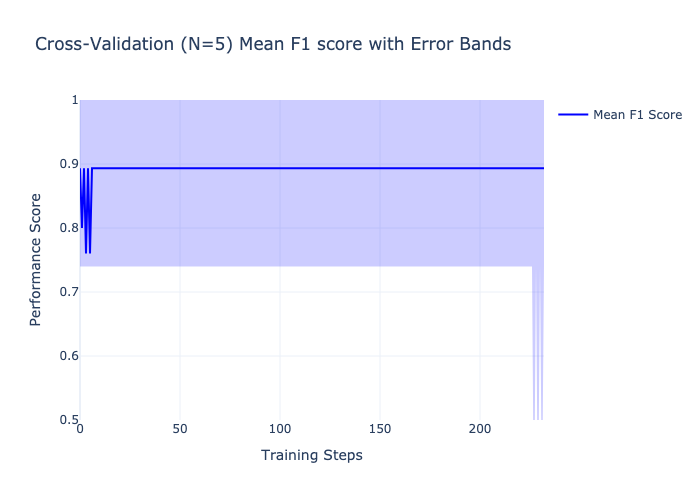 Cross-Validation (N=5) Mean F1 score with Error Bands
Mean F1 Score
Performance Score
1
0.9
0.8
0.7
0.6
0.5
0
50
100
150
200
Training Steps